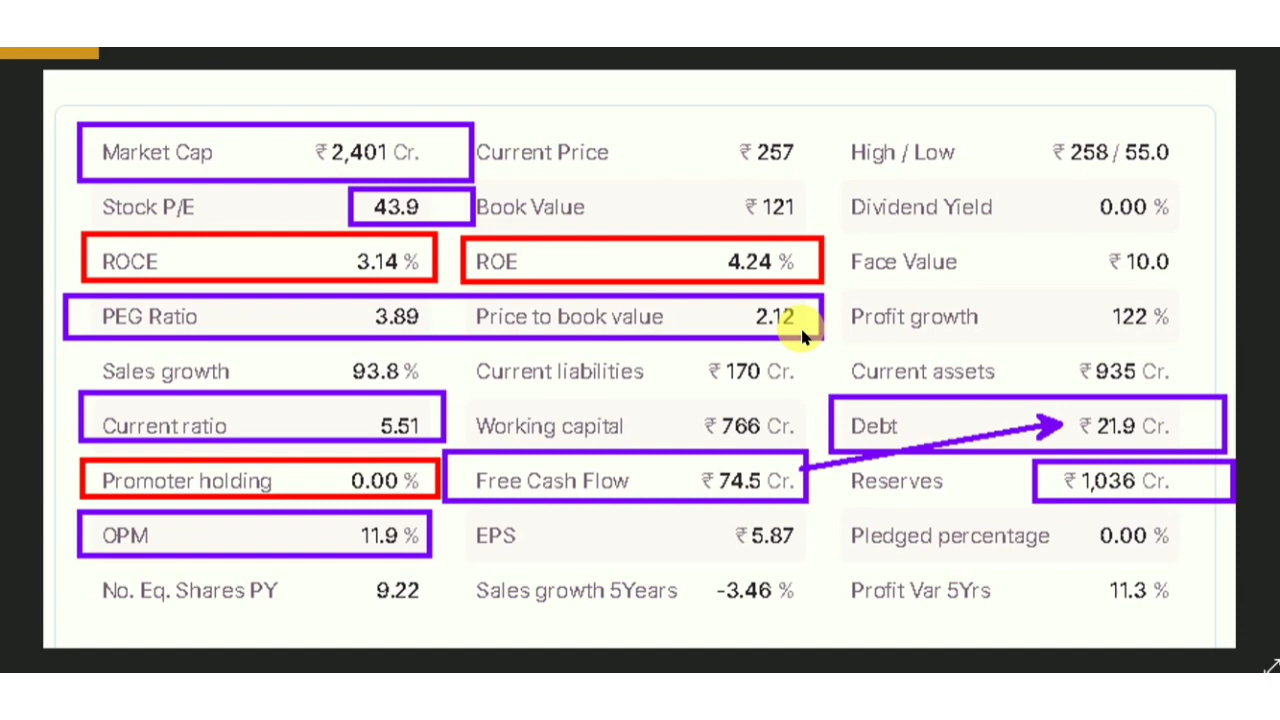 Market Cap ₹ 2,401 Cr. Current Price ₹ 257 High / Low ₹ 258 / 55.0
Stock P/E 43.9 Book Value ₹ 121 Dividend Yield 0.00 %
ROCE 3.14 % ROE 4.24 % Face Value ₹ 10.0
PEG Ratio 3.89 Price to book value 2.12 Profit growth 122 %
Sales growth 93.8 % Current liabilities ₹ 170 Cr. Current assets ₹ 935 Cr.
Current ratio 5.51 Working capital ₹ 766 Cr. Debt ₹ 21.9 Cr.
Promoter holding 0.00 % Free Cash Flow ₹ 74.5 Cr. Reserves ₹ 1,036 Cr.
OPM 11.9 % EPS ₹ 5.87 Pledged percentage 0.00 %
No. Eq. Shares PY 9.22 Sales growth 5Years -3.46 % Profit Var 5Yrs 11.3 %